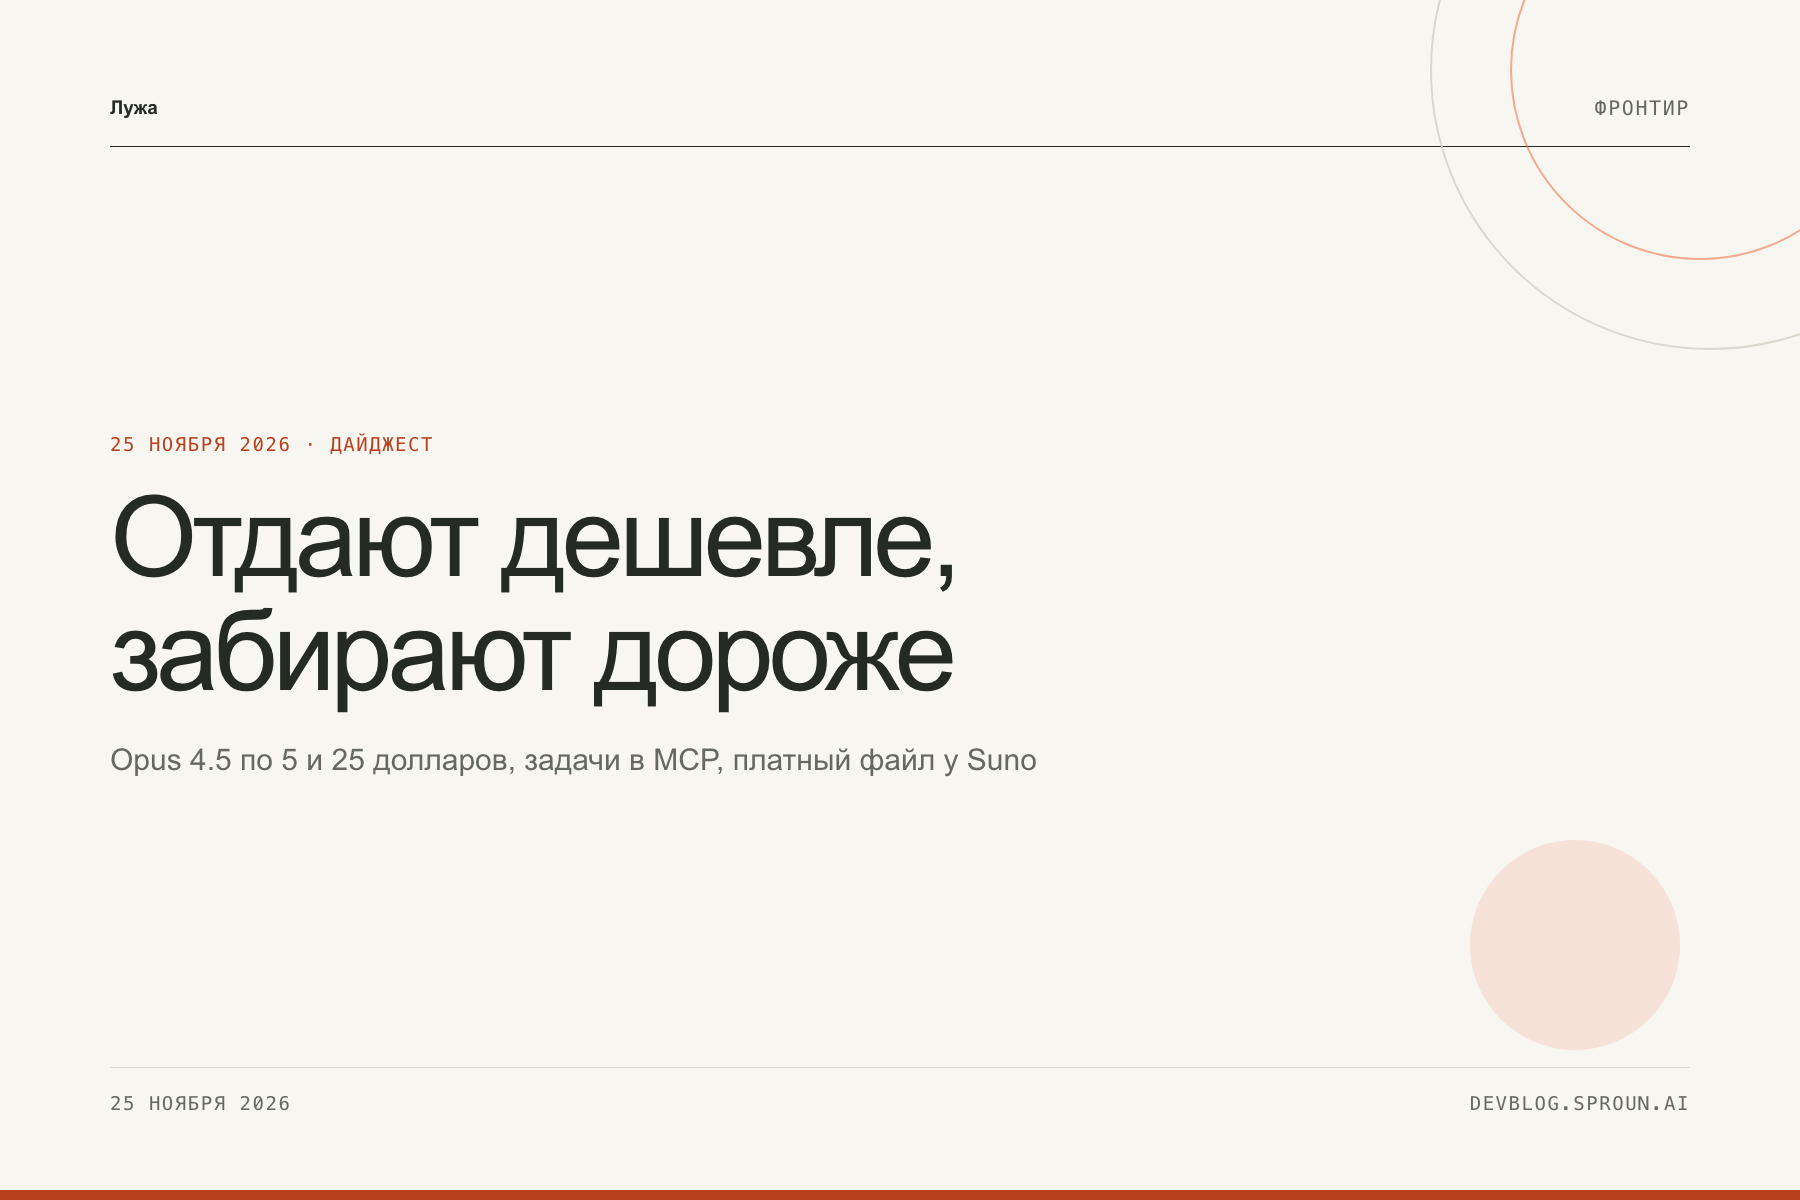 Лужа
ФРОНТИР
25 НОЯБРЯ 2026 · ДАЙДЖЕСТ
Отдают дешевле,
забирают дороже
Opus 4.5 по 5 и 25 долларов, задачи в MCP, платный файл у Suno
25 НОЯБРЯ 2026
DEVBLOG.SPROUN.AI